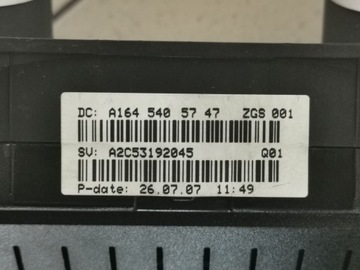 DC: A164 540 57 47 ZGS 001
SV: A2C53192045 Q01
P-date: 26.07.07 11:49